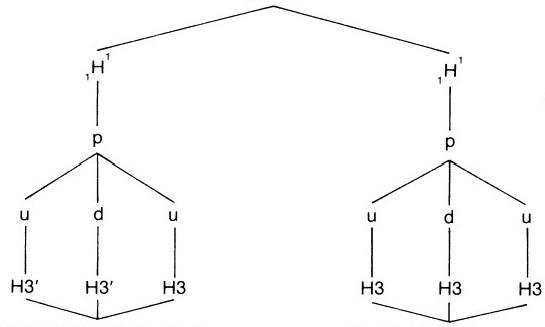 ₁H¹ ₁H¹
p p
u d u u d u
H3′ H3′ H3 H3 H3 H3